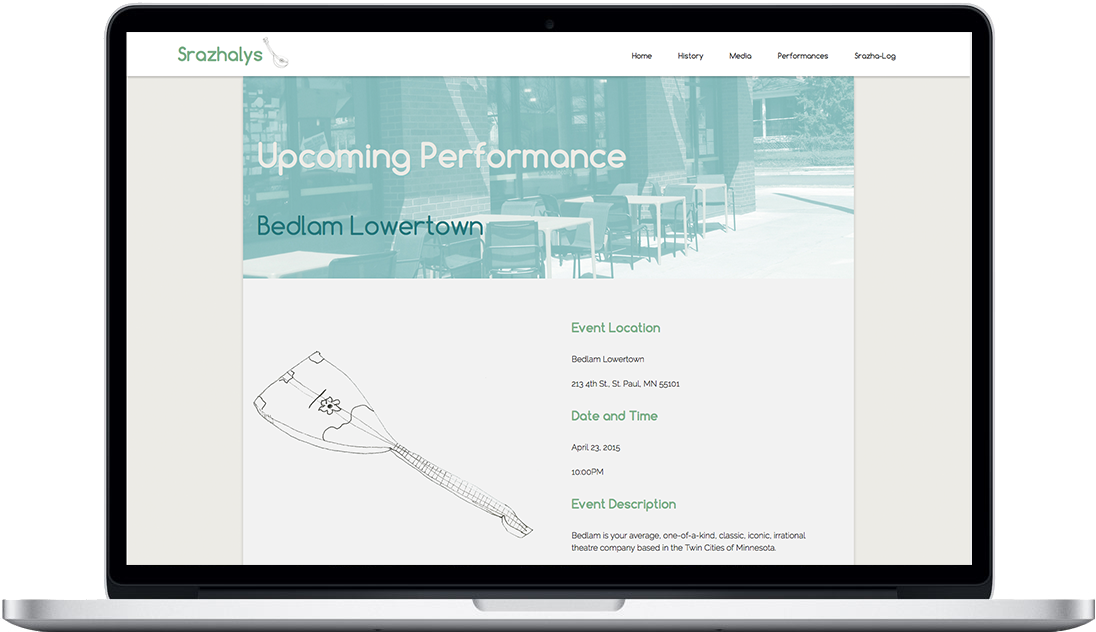 Srazhalys
Home History Media Performances Srazha-Log
Upcoming Performance
Bedlam Lowertown
Event Location
Bedlam Lowertown
213 4th St., St. Paul, MN 55101
Date and Time
April 23, 2015
10:00PM
Event Description
Bedlam is your average, one-of-a-kind, classic, iconic, irrational
theatre company based in the Twin Cities of Minnesota.